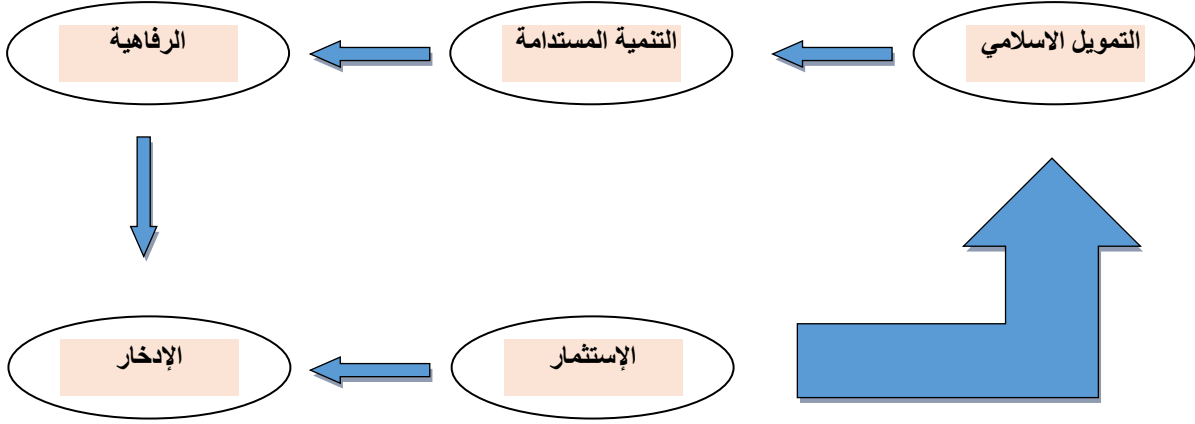 التمويل الاسلامي
التنمية المستدامة
الرفاهية
الإستثمار
الإدخار